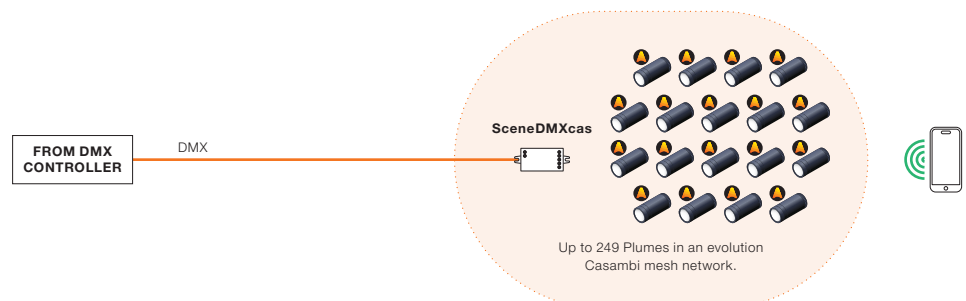 FROM DMX
CONTROLLER
DMX
SceneDMXcas
Up to 249 Plumes in an evolution
Casambi mesh network.